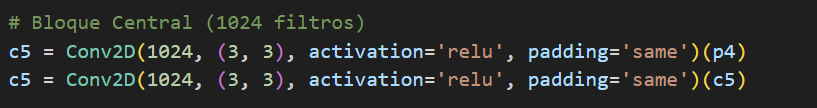 # Bloque Central (1024 filtros)
c5 = Conv2D(1024, (3, 3), activation='relu', padding='same')(p4)
c5 = Conv2D(1024, (3, 3), activation='relu', padding='same')(c5)